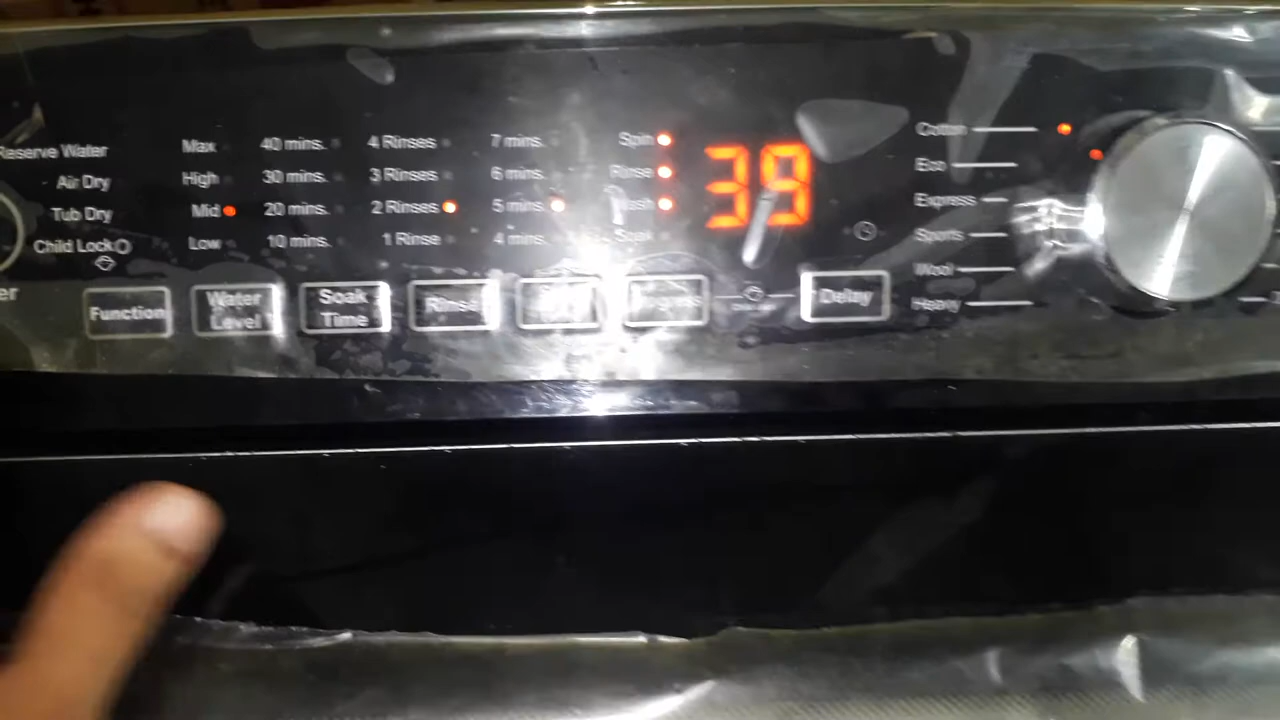 Reserve Water
Air Dry
Tub Dry
Child Lock
er
Function
Max
High
Mid
Low
Water
Level
40 mins.
30 mins.
20 mins.
10 mins.
Soak
Time
4 Rinses
3 Rinses
2 Rinses
1 Rinse
Rinse
7 mins.
6 mins.
5 mins.
4 mins.
Spin
Rinse
Wash
Soak
39
Delay
Cotton
Eco
Express
Sports
Wool
Heavy